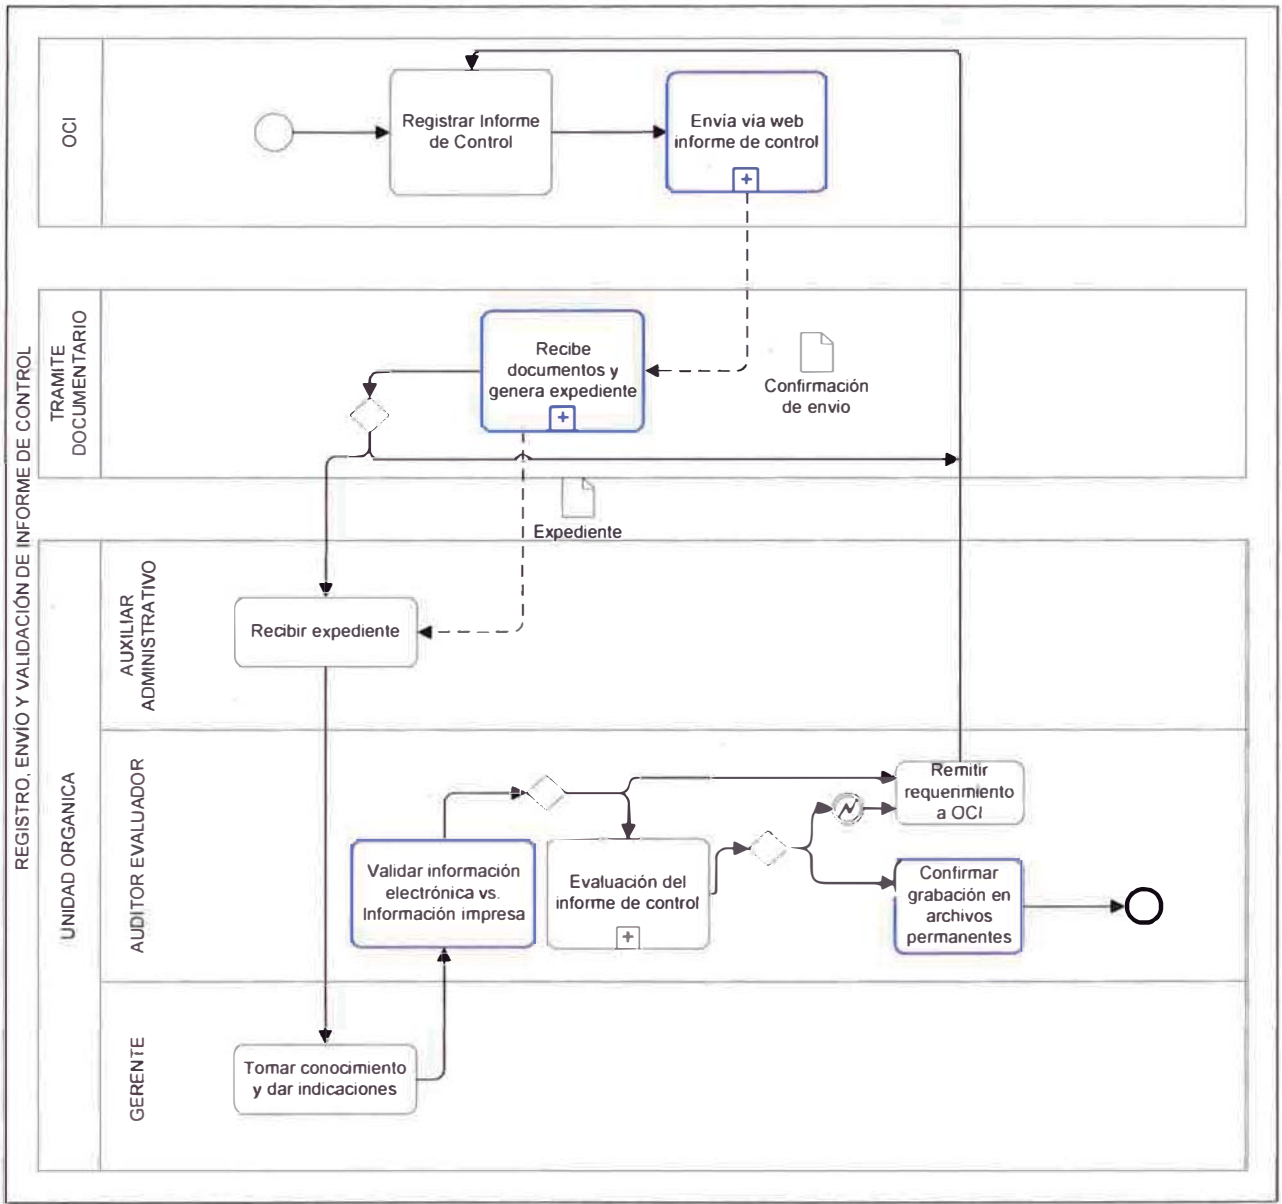 REGISTRO, ENVÍO Y VALIDACIÓN DE INFORME DE CONTROL
OCI
Registrar Informe
de Control
Envía vía web
informe de control
TRAMITE
DOCUMENTARIO
Recibe
documentos y
genera expediente
Confirmación
de envio
Expediente
UNIDAD ORGANICA
AUXILIAR
ADMINISTRATIVO
Recibir expediente
AUDITOR EVALUADOR
Remitir
requenmiento
a OCI
Validar información
electrónica vs.
Información impresa
Evaluación del
informe de control
Confirmar
grabación en
archivos
permanentes
GERENTE
Tomar conocimiento
y dar indicaciones